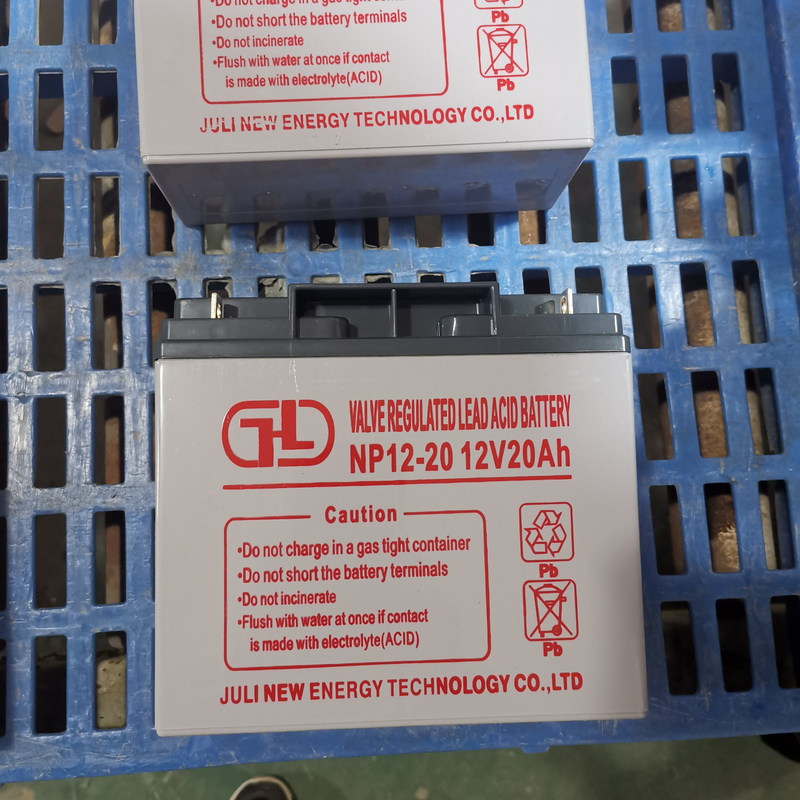 •Do not charge in a gas tight
•Do not short the battery terminals
•Do not incinerate
•Flush with water at once if contact
is made with electrolyte(ACID)
Pb
Pb
JULI NEW ENERGY TECHNOLOGY CO.,LTD
VALVE REGULATED LEAD ACID BATTERY
NP12-20 12V20Ah
Caution
•Do not charge in a gas tight container
•Do not short the battery terminals
•Do not incinerate
•Flush with water at once if contact
is made with electrolyte(ACID)
Pb
Pb
JULI NEW ENERGY TECHNOLOGY CO.,LTD